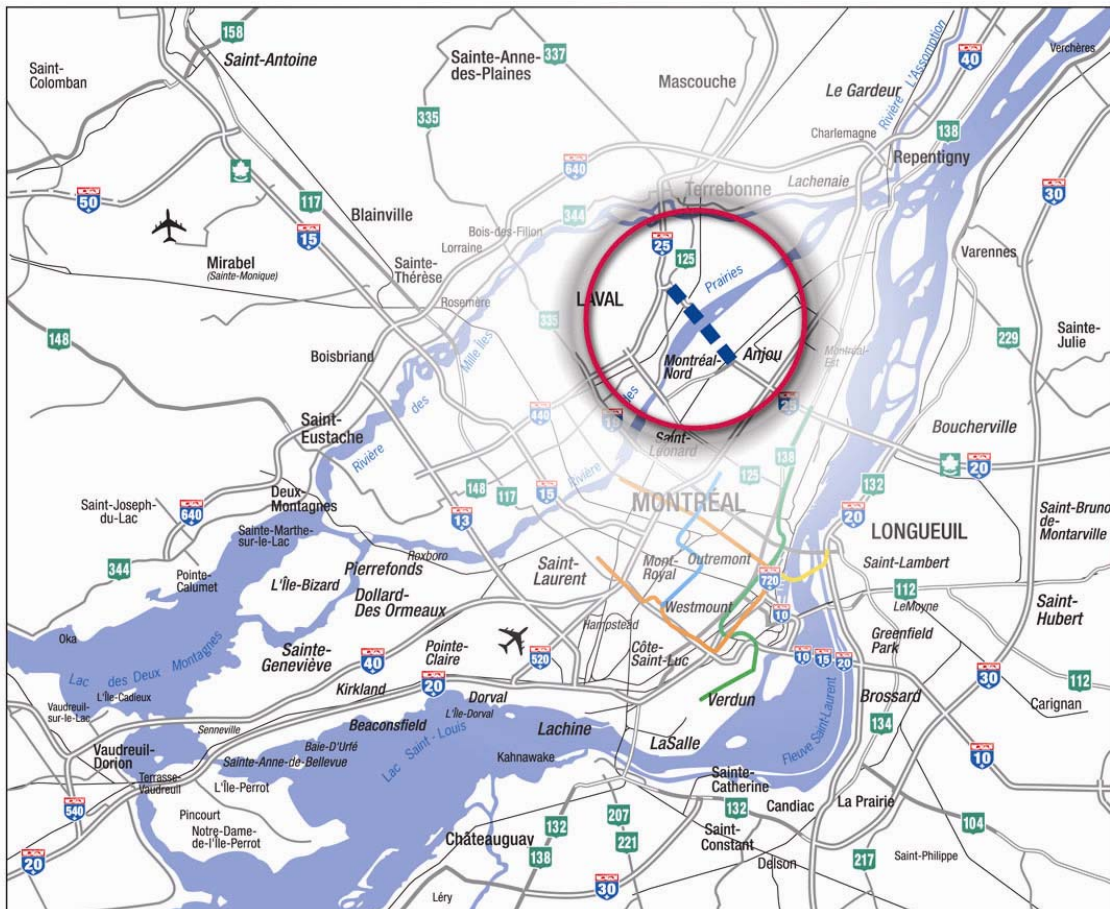 158
Saint-Antoine
Saint-
Colomban
Sainte-Anne-
des-Plaines
337
Mascouche
Le Gardeur
Rivière L'Assomption
40
Verchères
335
Charlemagne
138
Repentigny
50
117
15
Blainville
640
344
Terrebonne
Lachenaie
30
Mirabel
(Sainte-Monique)
Lorraine
Bois-des-Filion
Sainte-
Thérèse
Rosemère
25
125
Varennes
148
335
LAVAL
Prairies
Boisbriand
Mille Îles
des
Rivière
Montréal-
Nord
Anjou
Montréal-
Est
229
Sainte-
Julie
Saint-
Eustache
440
19
des
25
Saint-
Léonard
Boucherville
20
138
132
Deux-
Montagnes
Saint-Joseph-
du-Lac
640
Sainte-Marthe-
sur-le-Lac
148
117
15
Rivière
125
13
MONTRÉAL
20
LONGUEUIL
Saint-Bruno-
de-
Montarville
344
Pointe-
Calumet
Roxboro
Pierrefonds
L'Île-Bizard
Dollard-
Des Ormeaux
Saint-
Laurent
Mont-
Royal
Outremont
Saint-Lambert
720
112
LeMoyne
Oka
Lac des Deux Montagnes
Sainte-
Geneviève
Hampstead
Westmount
10
Greenfield
Park
Saint-
Hubert
40
Pointe-
Claire
520
Côte-
Saint-Luc
10
15
20
30
112
Carignan
L'Île-Cadieux
Vaudreuil-
sur-le-Lac
Senneville
Kirkland
20
Dorval
L'Île-Dorval
Verdun
Brossard
Beaconsfield
Lac Saint-Louis
Lachine
LaSalle
Fleuve Saint-Laurent
134
10
Vaudreuil-
Dorion
Baie-D'Urfé
Sainte-Anne-de-Bellevue
Kahnawake
Terrasse-
Vaudreuil
L'Île-Perrot
Sainte-
Catherine
132
Candiac
La Prairie
540
Pincourt
Notre-Dame-
de-l'Île-Perrot
132
207
221
104
20
Châteauguay
138
Saint-
Constant
Delson
217
Saint-Philippe
Léry
30